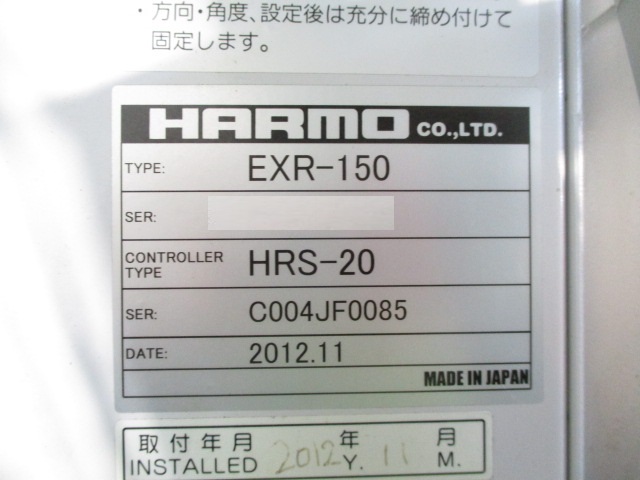 ・方向・角度、設定後は充分に締め付けて
固定します。
HARMO CO.,LTD.
TYPE: EXR-150
SER:
CONTROLLER TYPE HRS-20
SER: C004JF0085
DATE: 2012.11
MADE IN JAPAN
取付年月 年 月
INSTALLED 2012 Y. 11 M.